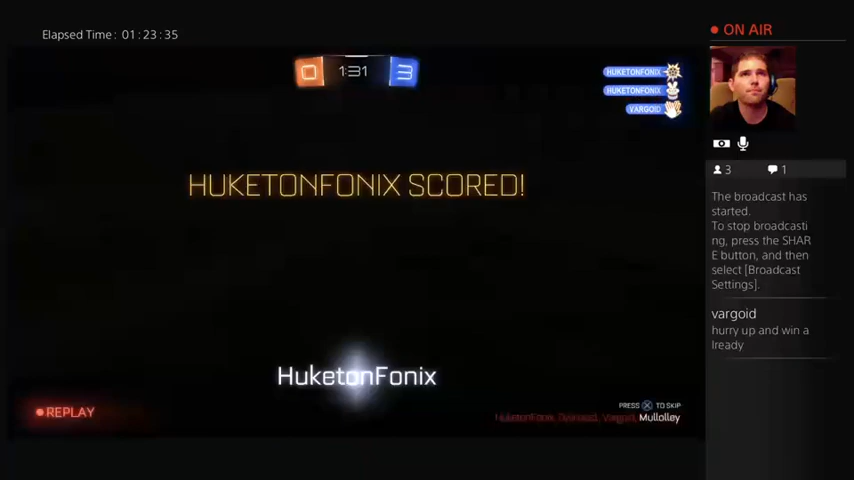 Elapsed Time : 01:23:35
ON AIR
0 1:31 3
HUKETONFONIX
HUKETONFONIX
VARGOID
3 1
HUKETONFONIX SCORED!
The broadcast has
started.
To stop broadcasti
ng, press the SHAR
E button, and then
select [Broadcast
Settings].
vargoid
hurry up and win a
lready
HuketonFonix
REPLAY
PRESS X TO SKIP
Mullolley